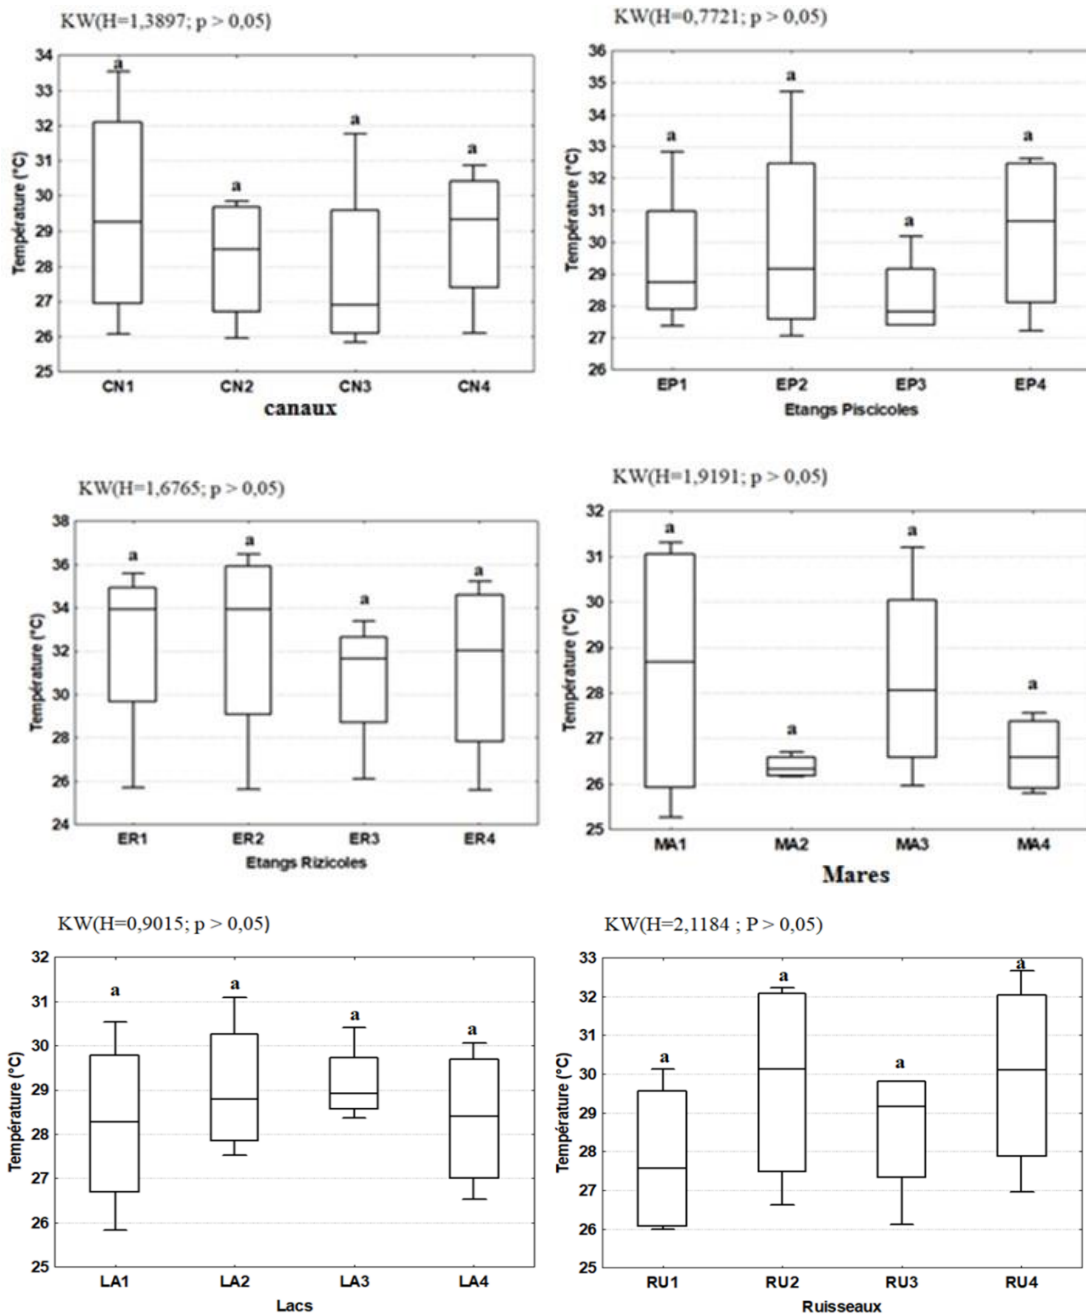 KW(H=1,3897; p > 0,05)
34
33
32
31
30
29
28
27
26
25
Température (°C)
a
a
a
a
CN1 CN2 CN3 CN4
canaux
KW(H=0,7721; p > 0,05)
36
35
34
33
32
31
30
29
28
27
26
Température (°C)
a
a
a
a
EP1 EP2 EP3 EP4
Etangs Piscicoles
KW(H=1,6765; p > 0,05)
38
36
34
32
30
28
26
24
Température (°C)
a
a
a
a
ER1 ER2 ER3 ER4
Etangs Rizicoles
KW(H=1,9191; p > 0,05)
32
31
30
29
28
27
26
25
Température (°C)
a
a
a
a
MA1 MA2 MA3 MA4
Mares
KW(H=0,9015; p > 0,05)
32
31
30
29
28
27
26
25
Température (°C)
a
a
a
a
LA1 LA2 LA3 LA4
Lacs
KW(H=2,1184 ; P > 0,05)
33
32
31
30
29
28
27
26
25
Température (°C)
a
a
a
a
RU1 RU2 RU3 RU4
Ruisseaux